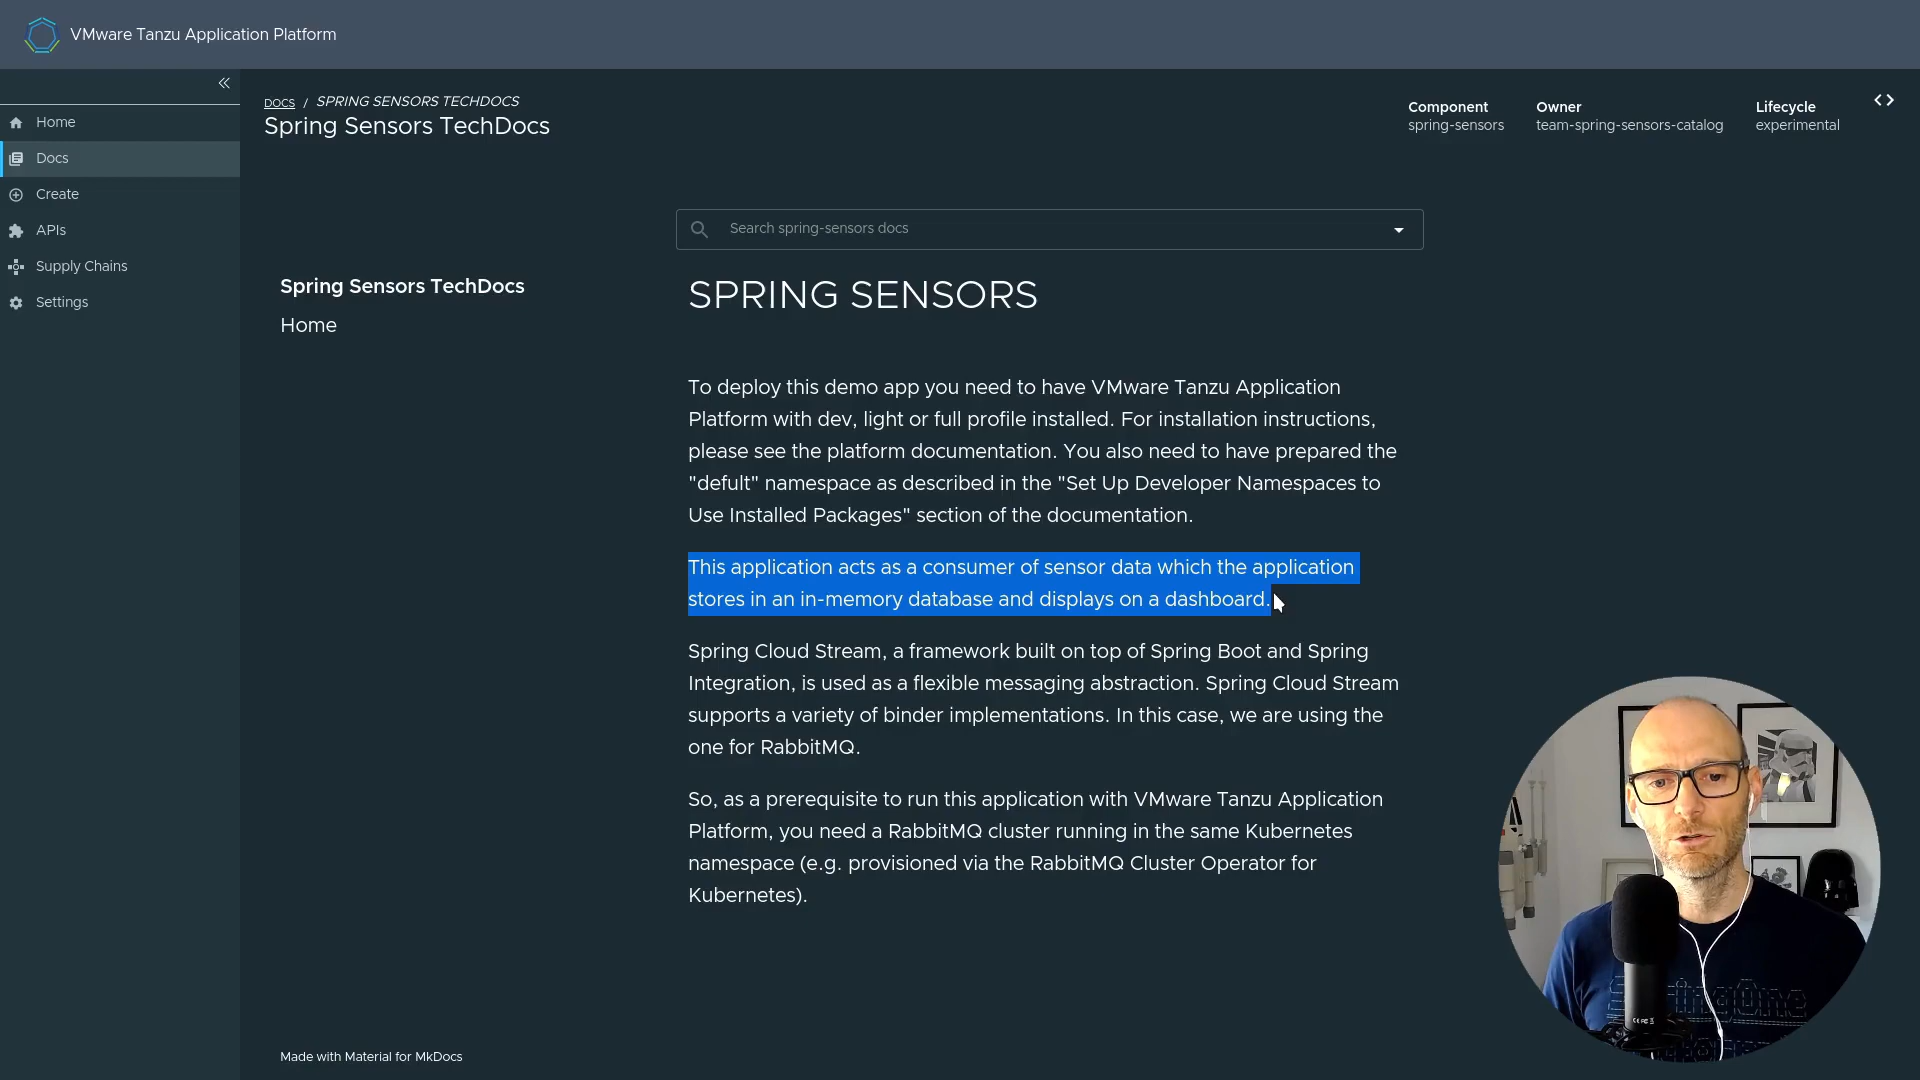 VMware Tanzu Application Platform
Home
Docs
Create
APIs
Supply Chains
Settings
DOCS / SPRING SENSORS TECHDOCS
Spring Sensors TechDocs
Component
spring-sensors
Owner
team-spring-sensors-catalog
Lifecycle
experimental
Search spring-sensors docs
Spring Sensors TechDocs
Home
SPRING SENSORS
To deploy this demo app you need to have VMware Tanzu Application
Platform with dev, light or full profile installed. For installation instructions,
please see the platform documentation. You also need to have prepared the
"defult" namespace as described in the "Set Up Developer Namespaces to
Use Installed Packages" section of the documentation.
This application acts as a consumer of sensor data which the application
stores in an in-memory database and displays on a dashboard.
Spring Cloud Stream, a framework built on top of Spring Boot and Spring
Integration, is used as a flexible messaging abstraction. Spring Cloud Stream
supports a variety of binder implementations. In this case, we are using the
one for RabbitMQ.
So, as a prerequisite to run this application with VMware Tanzu Application
Platform, you need a RabbitMQ cluster running in the same Kubernetes
namespace (e.g. provisioned via the RabbitMQ Cluster Operator for
Kubernetes).
Made with Material for MkDocs